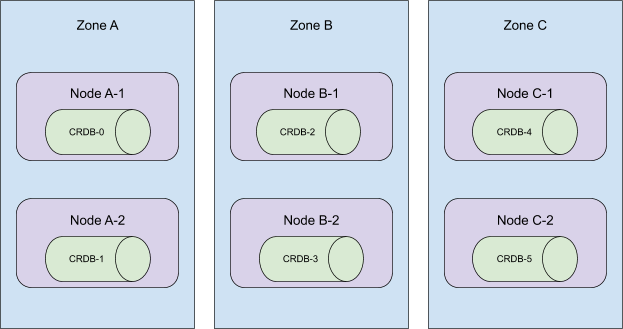 Zone A
Node A-1
CRDB-0
Node A-2
CRDB-1
Zone B
Node B-1
CRDB-2
Node B-2
CRDB-3
Zone C
Node C-1
CRDB-4
Node C-2
CRDB-5